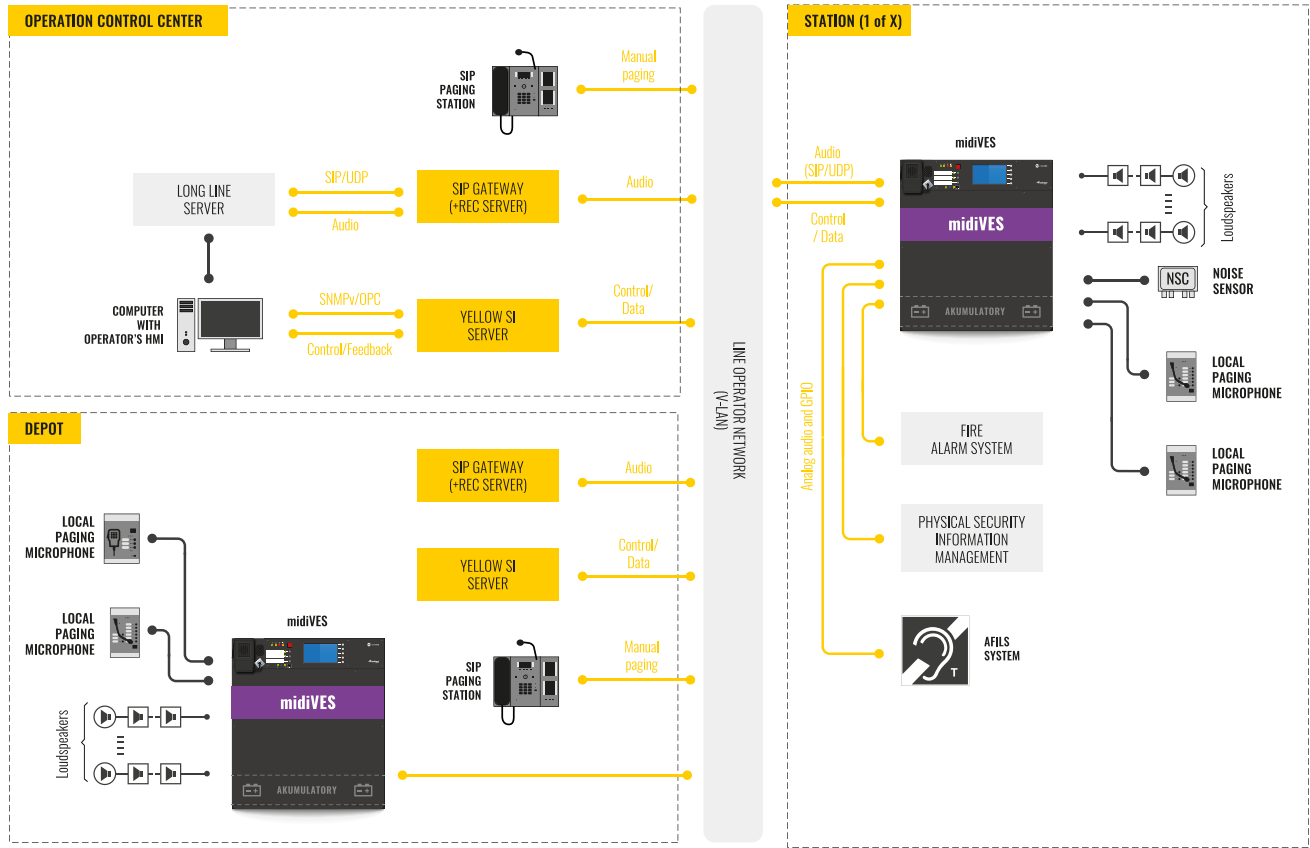 OPERATION CONTROL CENTER
SIP
PAGING
STATION
Manual
paging
LONG LINE
SERVER
SIP/UDP
Audio
SIP GATEWAY
(+REC SERVER)
Audio
COMPUTER
WITH
OPERATOR'S HMI
SNMPv/OPC
Control/Feedback
YELLOW SI
SERVER
Control/
Data
DEPOT
SIP GATEWAY
(+REC SERVER)
Audio
LOCAL
PAGING
MICROPHONE
YELLOW SI
SERVER
Control/
Data
LOCAL
PAGING
MICROPHONE
midiVES
midiVES
AKUMULATORY
Loudspeakers
SIP
PAGING
STATION
Manual
paging
LINE OPERATOR NETWORK
(V-LAN)
STATION (1 of X)
Audio
(SIP/UDP)
Control
/ Data
midiVES
midiVES
AKUMULATORY
Loudspeakers
NSC
NOISE
SENSOR
LOCAL
PAGING
MICROPHONE
LOCAL
PAGING
MICROPHONE
Analog audio and GPIO
FIRE
ALARM SYSTEM
PHYSICAL SECURITY
INFORMATION
MANAGEMENT
T
AFILS
SYSTEM